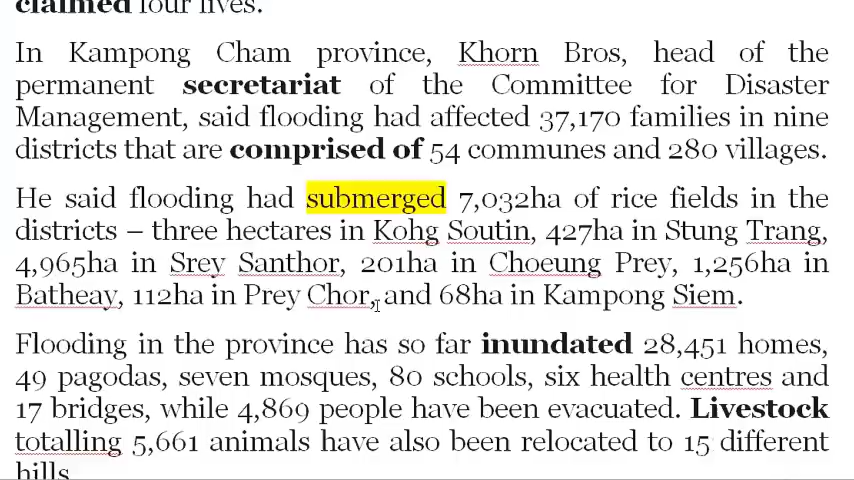 claimed four lives.
In Kampong Cham province, Khorn Bros, head of the
permanent secretariat of the Committee for Disaster
Management, said flooding had affected 37,170 families in nine
districts that are comprised of 54 communes and 280 villages.
He said flooding had submerged 7,032ha of rice fields in the
districts – three hectares in Kohg Soutin, 427ha in Stung Trang,
4,965ha in Srey Santhor, 201ha in Choeung Prey, 1,256ha in
Batheay, 112ha in Prey Chor, and 68ha in Kampong Siem.
Flooding in the province has so far inundated 28,451 homes,
49 pagodas, seven mosques, 80 schools, six health centres and
17 bridges, while 4,869 people have been evacuated. Livestock
totalling 5,661 animals have also been relocated to 15 different
hills.